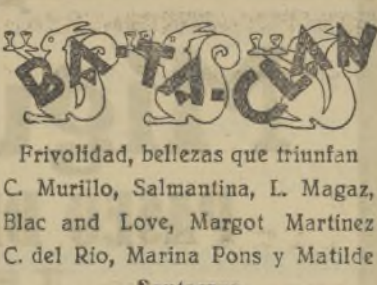 BA-TA-CLAN
Frivolidad, bellezas que triunfan
C. Murillo, Salmantina, L. Magaz,
Blac and Love, Margot Martínez
C. del Río, Marina Pons y Matilde